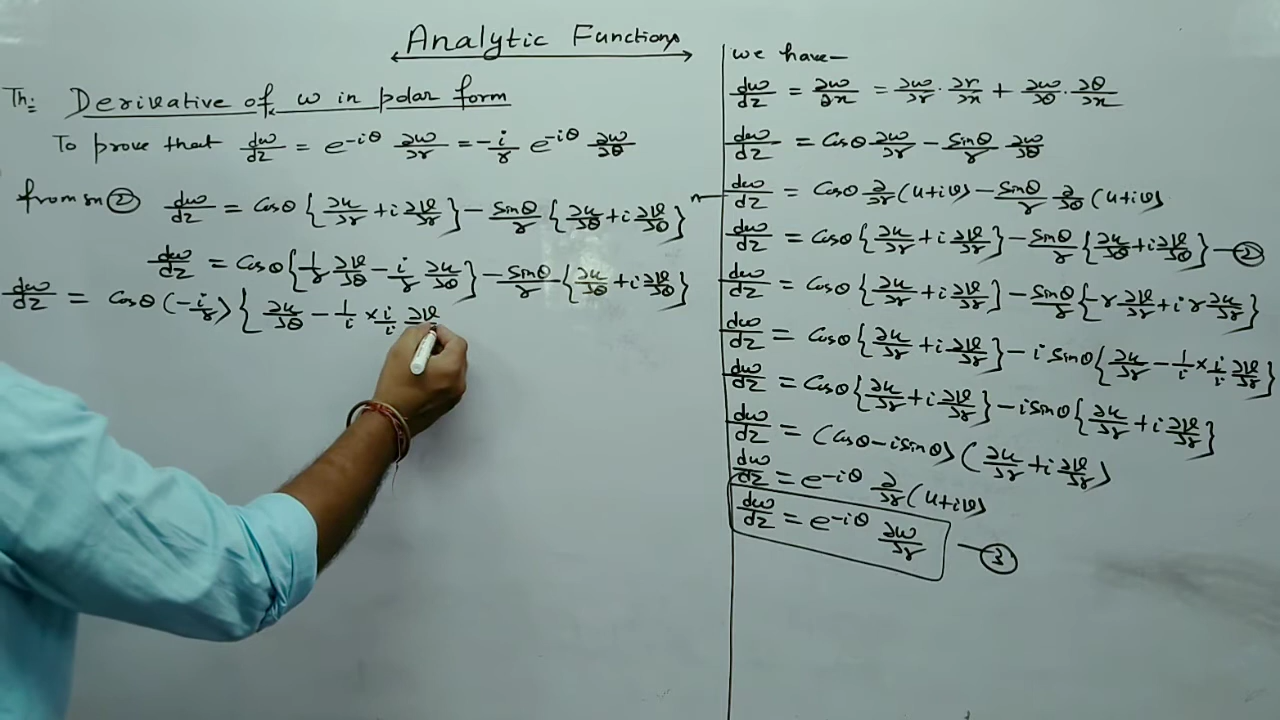 Analytic Functions
Th: Derivative of w in polar form
To prove that dw/dz = e^{-iθ} ∂w/∂r = -i/r e^{-iθ} ∂w/∂θ
from sn ② dw/dz = Cosθ {∂u/∂r + i ∂v/∂r} - Sinθ/r {∂u/∂θ + i ∂v/∂θ}
dw/dz = Cosθ {1/r ∂v/∂θ - i/r ∂u/∂θ} - Sinθ/r {∂u/∂θ + i ∂v/∂θ}
dw/dz = Cosθ (-i/r) { ∂u/∂θ - 1/i × i/i ∂v
we have—
dw/dz = ∂w/∂x = ∂w/∂r · ∂r/∂x + ∂w/∂θ · ∂θ/∂x
dw/dz = Cosθ ∂w/∂r - Sinθ/r ∂w/∂θ
dw/dz = Cosθ ∂/∂r (u+iv) - Sinθ/r ∂/∂θ (u+iv)
dw/dz = Cosθ {∂u/∂r + i ∂v/∂r} - Sinθ/r {∂u/∂θ + i ∂v/∂θ} — ②
dw/dz = Cosθ {∂u/∂r + i ∂v/∂r} - Sinθ/r {-r ∂v/∂r + i r ∂u/∂r}
dw/dz = Cosθ {∂u/∂r + i ∂v/∂r} - i Sinθ {∂u/∂r - 1/i × i/i ∂v/∂r}
dw/dz = Cosθ {∂u/∂r + i ∂v/∂r} - i Sinθ {∂u/∂r + i ∂v/∂r}
dw/dz = (Cosθ - i Sinθ) (∂u/∂r + i ∂v/∂r)
dw/dz = e^{-iθ} ∂/∂r (u+iv)
dw/dz = e^{-iθ} ∂w/∂r — ③